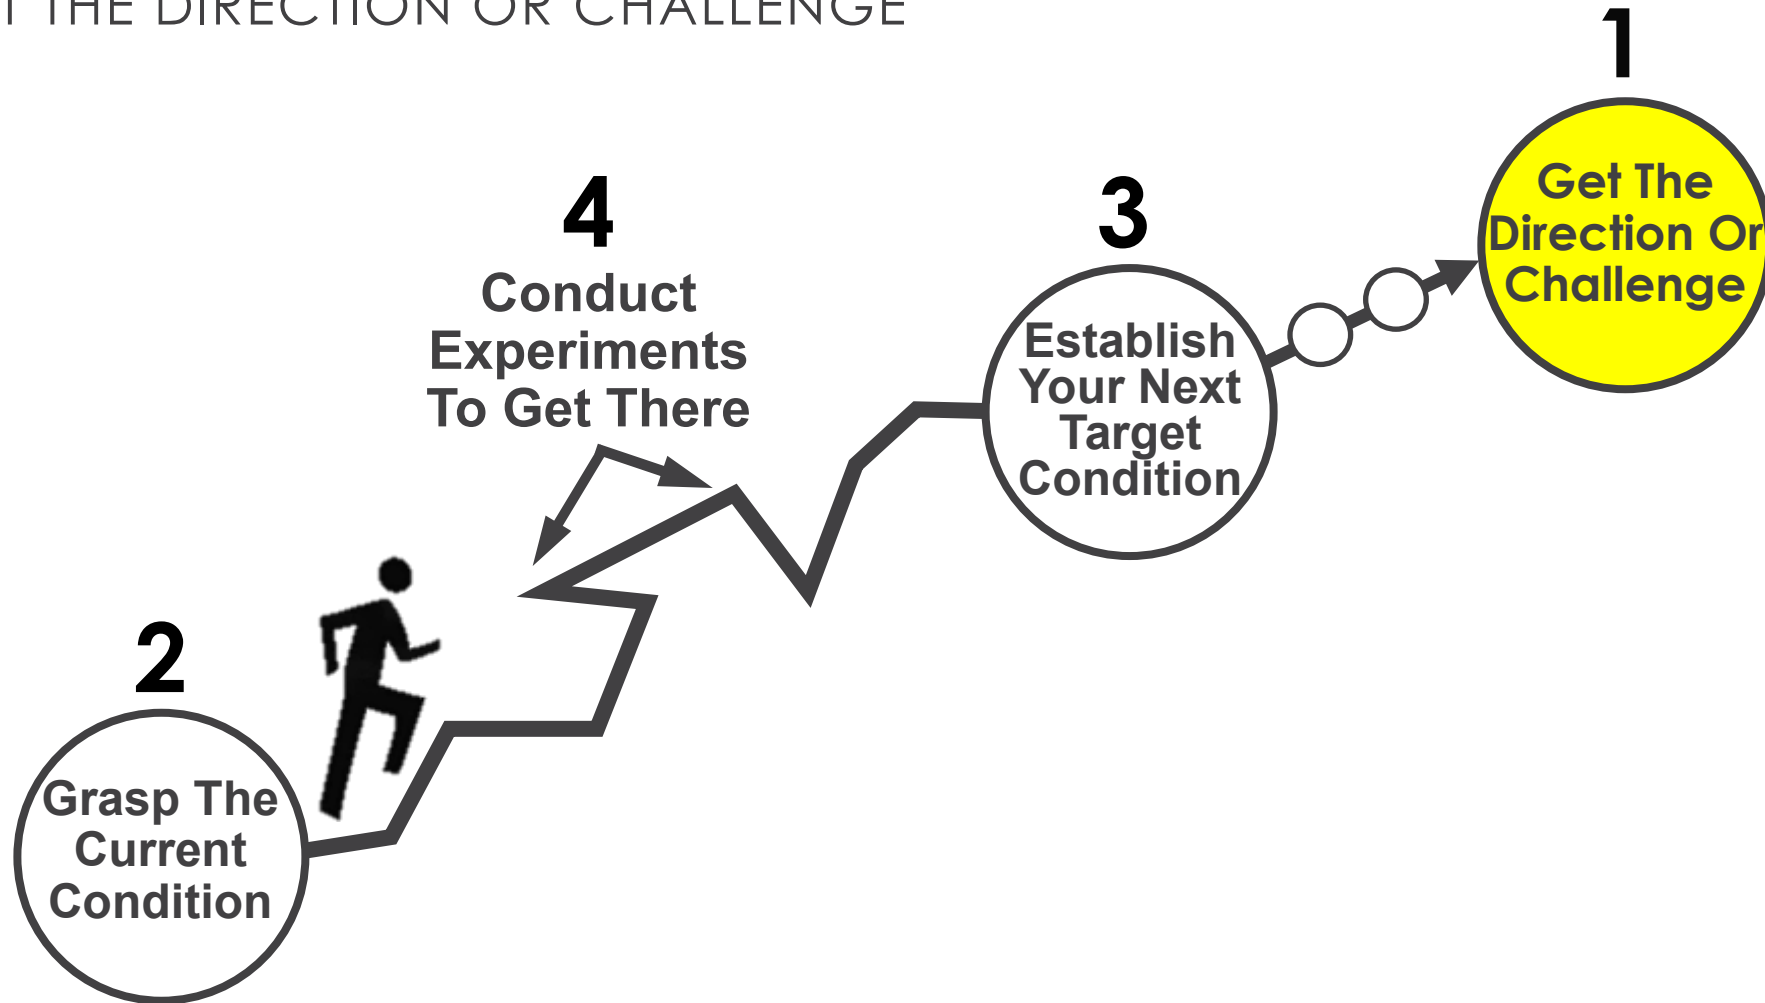 THE DIRECTION OR CHALLENGE
1
Get The
Direction Or
Challenge
4
Conduct
Experiments
To Get There
3
Establish
Your Next
Target
Condition
2
Grasp The
Current
Condition